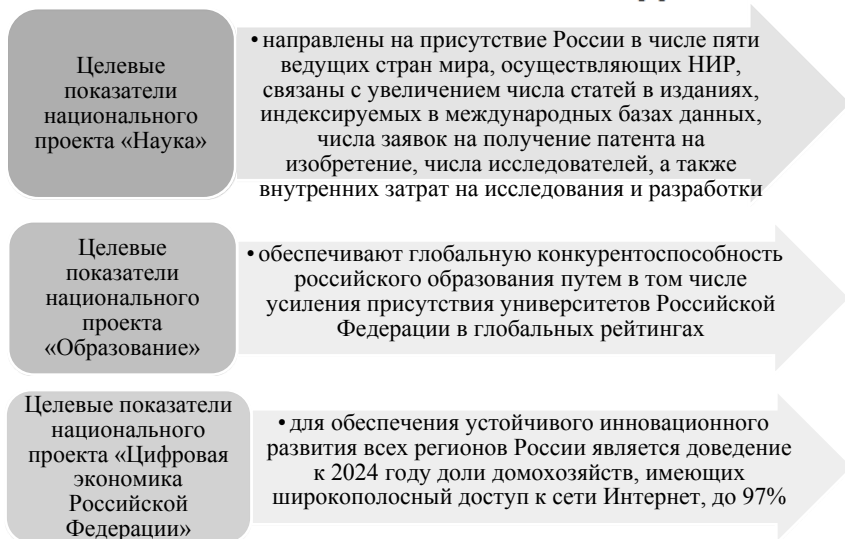 Целевые
показатели
национального
проекта «Наука»
• направлены на присутствие России в числе пяти
ведущих стран мира, осуществляющих НИР,
связаны с увеличением числа статей в изданиях,
индексируемых в международных базах данных,
числа заявок на получение патента на
изобретение, числа исследователей, а также
внутренних затрат на исследования и разработки
Целевые
показатели
национального
проекта
«Образование»
• обеспечивают глобальную конкурентоспособность
российского образования путем в том числе
усиления присутствия университетов Российской
Федерации в глобальных рейтингах
Целевые показатели
национального
проекта «Цифровая
экономика
Российской
Федерации»
• для обеспечения устойчивого инновационного
развития всех регионов России является доведение
к 2024 году доли домохозяйств, имеющих
широкополосный доступ к сети Интернет, до 97%